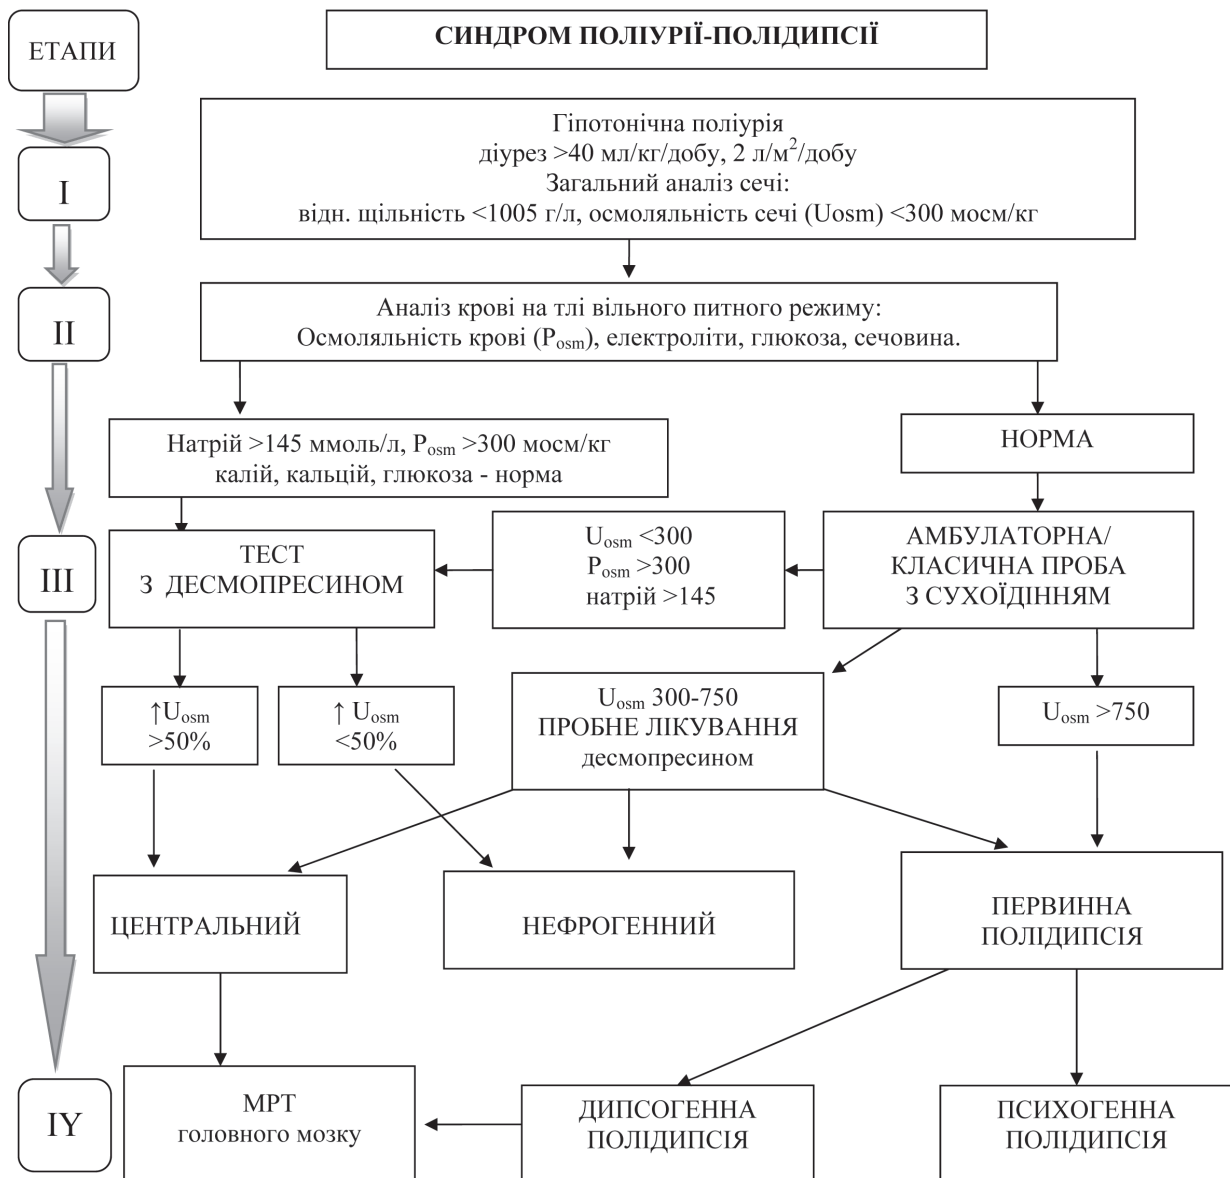 ЕТАПИ
СИНДРОМ ПОЛІУРІЇ-ПОЛІДИПСІЇ
I
Гіпотонічна поліурія
діурез >40 мл/кг/добу, 2 л/м²/добу
Загальний аналіз сечі:
відн. щільність <1005 г/л, осмоляльність сечі (Uosm) <300 мосм/кг
II
Аналіз крові на тлі вільного питного режиму:
Осмоляльність крові (Posm), електроліти, глюкоза, сечовина.
Натрій >145 ммоль/л, Posm >300 мосм/кг
калій, кальцій, глюкоза - норма
НОРМА
III
ТЕСТ
З ДЕСМОПРЕСИНОМ
Uosm <300
Posm >300
натрій >145
АМБУЛАТОРНА/
КЛАСИЧНА ПРОБА
З СУХОЇДІННЯМ
↑Uosm
>50%
↑ Uosm
<50%
Uosm 300-750
ПРОБНЕ ЛІКУВАННЯ
десмопресином
Uosm >750
ЦЕНТРАЛЬНИЙ
НЕФРОГЕННИЙ
ПЕРВИННА
ПОЛІДИПСІЯ
IY
МРТ
головного мозку
ДИПСОГЕННА
ПОЛІДИПСІЯ
ПСИХОГЕННА
ПОЛІДИПСІЯ